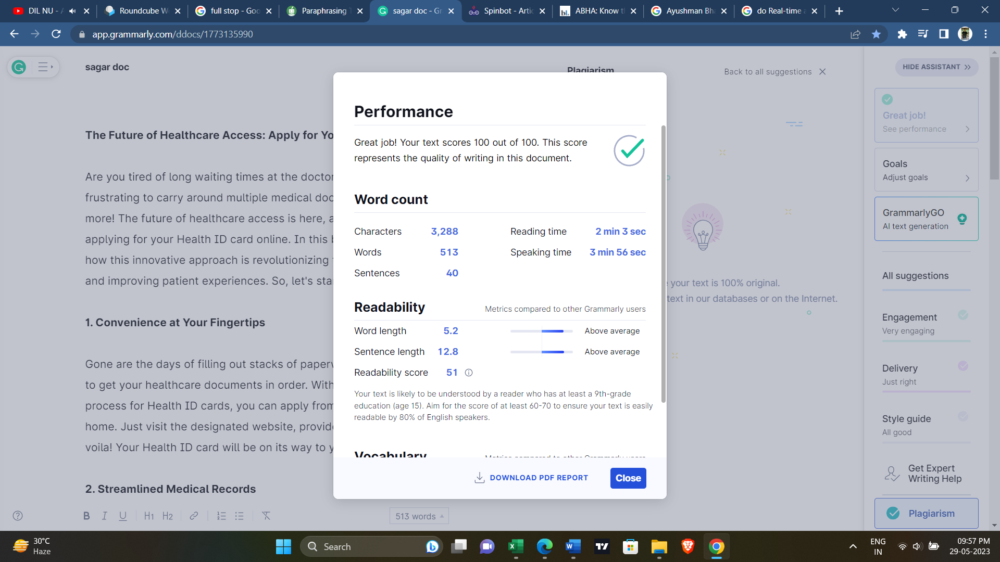 DIL NU - A
Roundcube W
full stop - Goo
Paraphrasing T
sagar doc - Gr
Spinbot - Artic
ABHA: Know t
Ayushman Bh
do Real-time a
app.grammarly.com/ddocs/1773135990
sagar doc
Plagiarism
Back to all suggestions
HIDE ASSISTANT
The Future of Healthcare Access: Apply for Yo
Are you tired of long waiting times at the doctor
frustrating to carry around multiple medical doc
more! The future of healthcare access is here, a
applying for your Health ID card online. In this b
how this innovative approach is revolutionizing
and improving patient experiences. So, let's star
1. Convenience at Your Fingertips
Gone are the days of filling out stacks of paperw
to get your healthcare documents in order. With
process for Health ID cards, you can apply from
home. Just visit the designated website, provide
voila! Your Health ID card will be on its way to y
2. Streamlined Medical Records
B I U H1 H2
513 words
Performance
Great job! Your text scores 100 out of 100. This score
represents the quality of writing in this document.
Word count
Characters 3,288 Reading time 2 min 3 sec
Words 513 Speaking time 3 min 56 sec
Sentences 40
Readability Metrics compared to other Grammarly users
Word length 5.2 Above average
Sentence length 12.8 Above average
Readability score 51
Your text is likely to be understood by a reader who has at least a 9th-grade
education (age 15). Aim for the score of at least 60-70 to ensure your text is easily
readable by 80% of English speakers.
Vocabulary Metrics compared to other Grammarly users
DOWNLOAD PDF REPORT Close
your text is 100% original.
text in our databases or on the Internet.
Great job!
See performance
Goals
Adjust goals
GrammarlyGO
AI text generation
All suggestions
Engagement
Very engaging
Delivery
Just right
Style guide
All good
Get Expert
Writing Help
Plagiarism
30°C
Haze
Search
ENG
IN
09:57 PM
29-05-2023